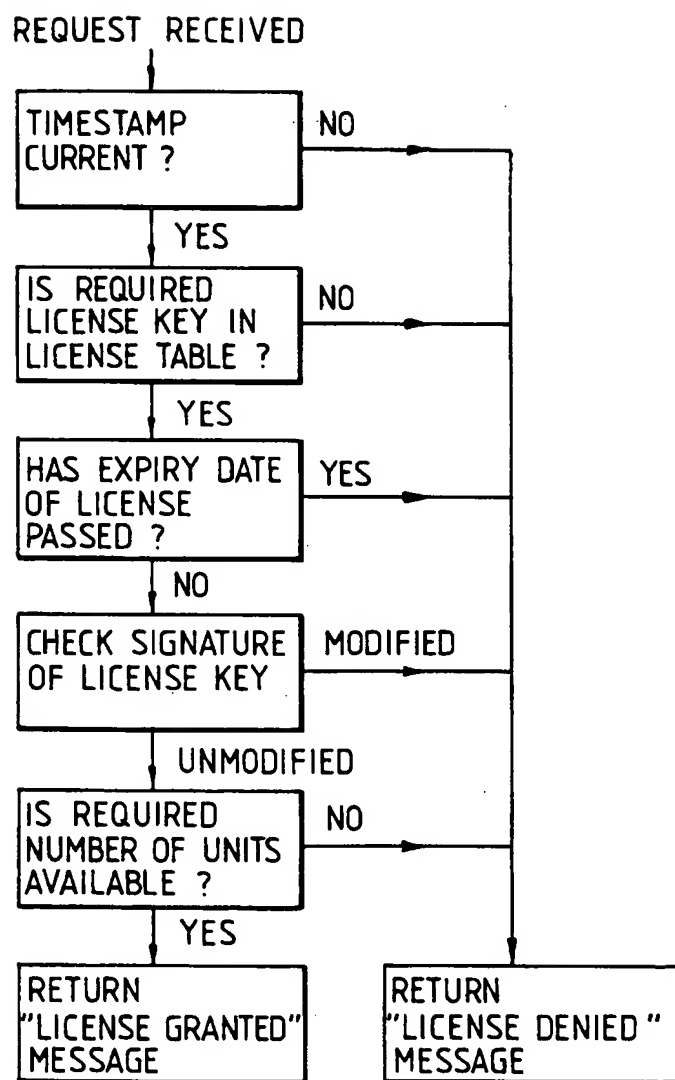 REQUEST RECEIVED
TIMESTAMP
CURRENT ?
NO
YES
IS REQUIRED
LICENSE KEY IN
LICENSE TABLE ?
NO
YES
HAS EXPIRY DATE
OF LICENSE
PASSED ?
YES
NO
CHECK SIGNATURE
OF LICENSE KEY
MODIFIED
UNMODIFIED
IS REQUIRED
NUMBER OF UNITS
AVAILABLE ?
NO
YES
RETURN
"LICENSE GRANTED"
MESSAGE
RETURN
"LICENSE DENIED "
MESSAGE